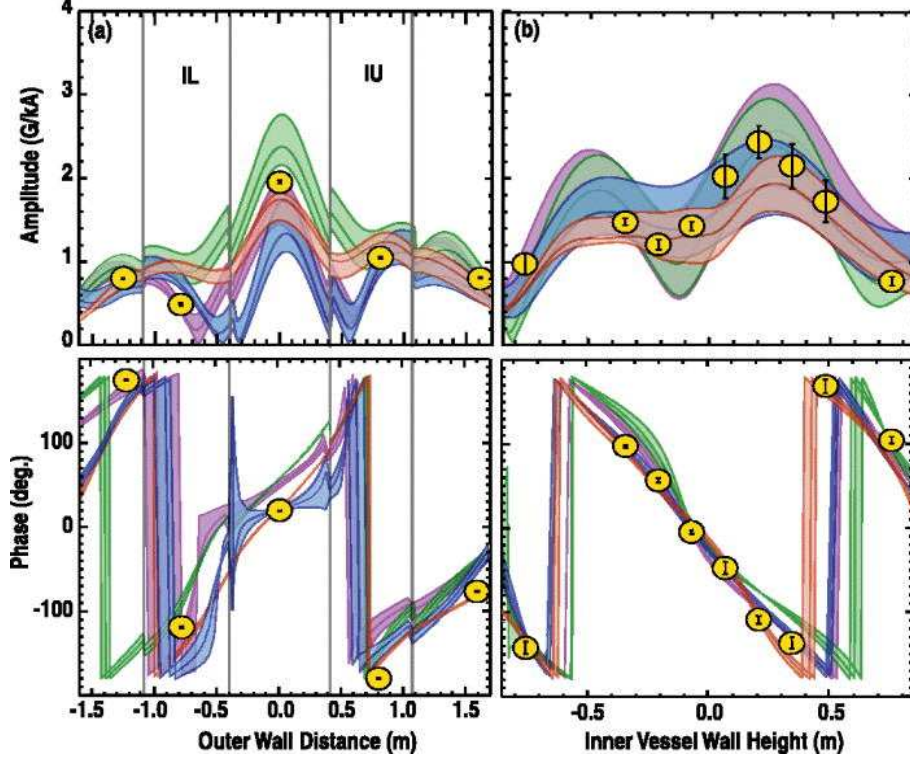 (a)
(b)
IL
IU
Amplitude (G/kA)
4
3
2
1
0
Phase (deg.)
100
0
-100
-1.5 -1.0 -0.5 0.0 0.5 1.0 1.5
-0.5 0.0 0.5
Outer Wall Distance (m)
Inner Vessel Wall Height (m)